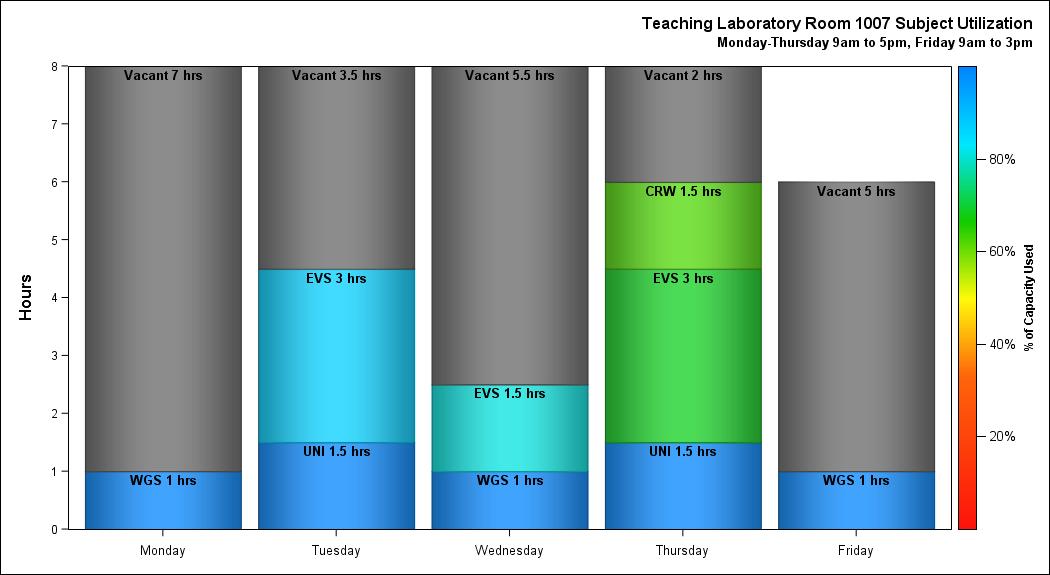 Teaching Laboratory Room 1007 Subject Utilization
Monday-Thursday 9am to 5pm, Friday 9am to 3pm
Hours
8
7
6
5
4
3
2
1
0
Vacant 7 hrs
WGS 1 hrs
Vacant 3.5 hrs
EVS 3 hrs
UNI 1.5 hrs
Vacant 5.5 hrs
EVS 1.5 hrs
WGS 1 hrs
Vacant 2 hrs
CRW 1.5 hrs
EVS 3 hrs
UNI 1.5 hrs
Vacant 5 hrs
WGS 1 hrs
Monday
Tuesday
Wednesday
Thursday
Friday
80%
60%
40%
20%
% of Capacity Used